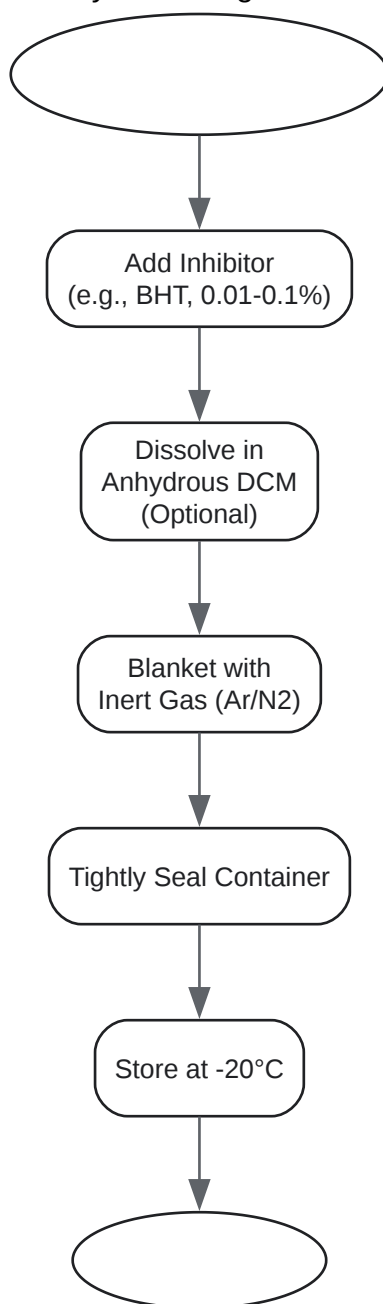 Add Inhibitor
(e.g., BHT, 0.01-0.1%)
Dissolve in
Anhydrous DCM
(Optional)
Blanket with
Inert Gas (Ar/N2)
Tightly Seal Container
Store at -20°C